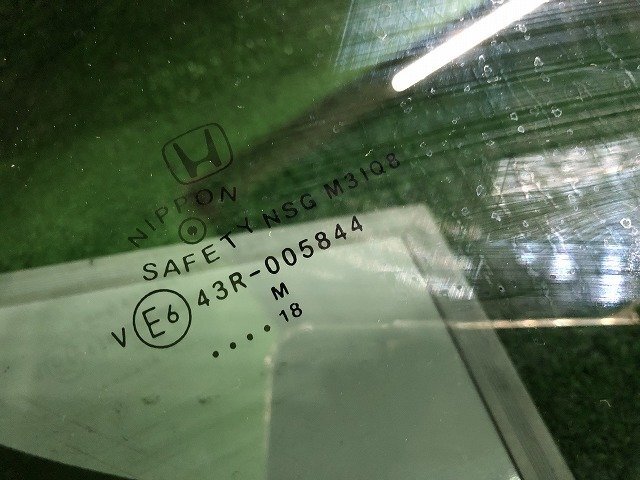 NIPPON
SAFETY NSG M31Q8
V E6 43R-005844
M
.... 18